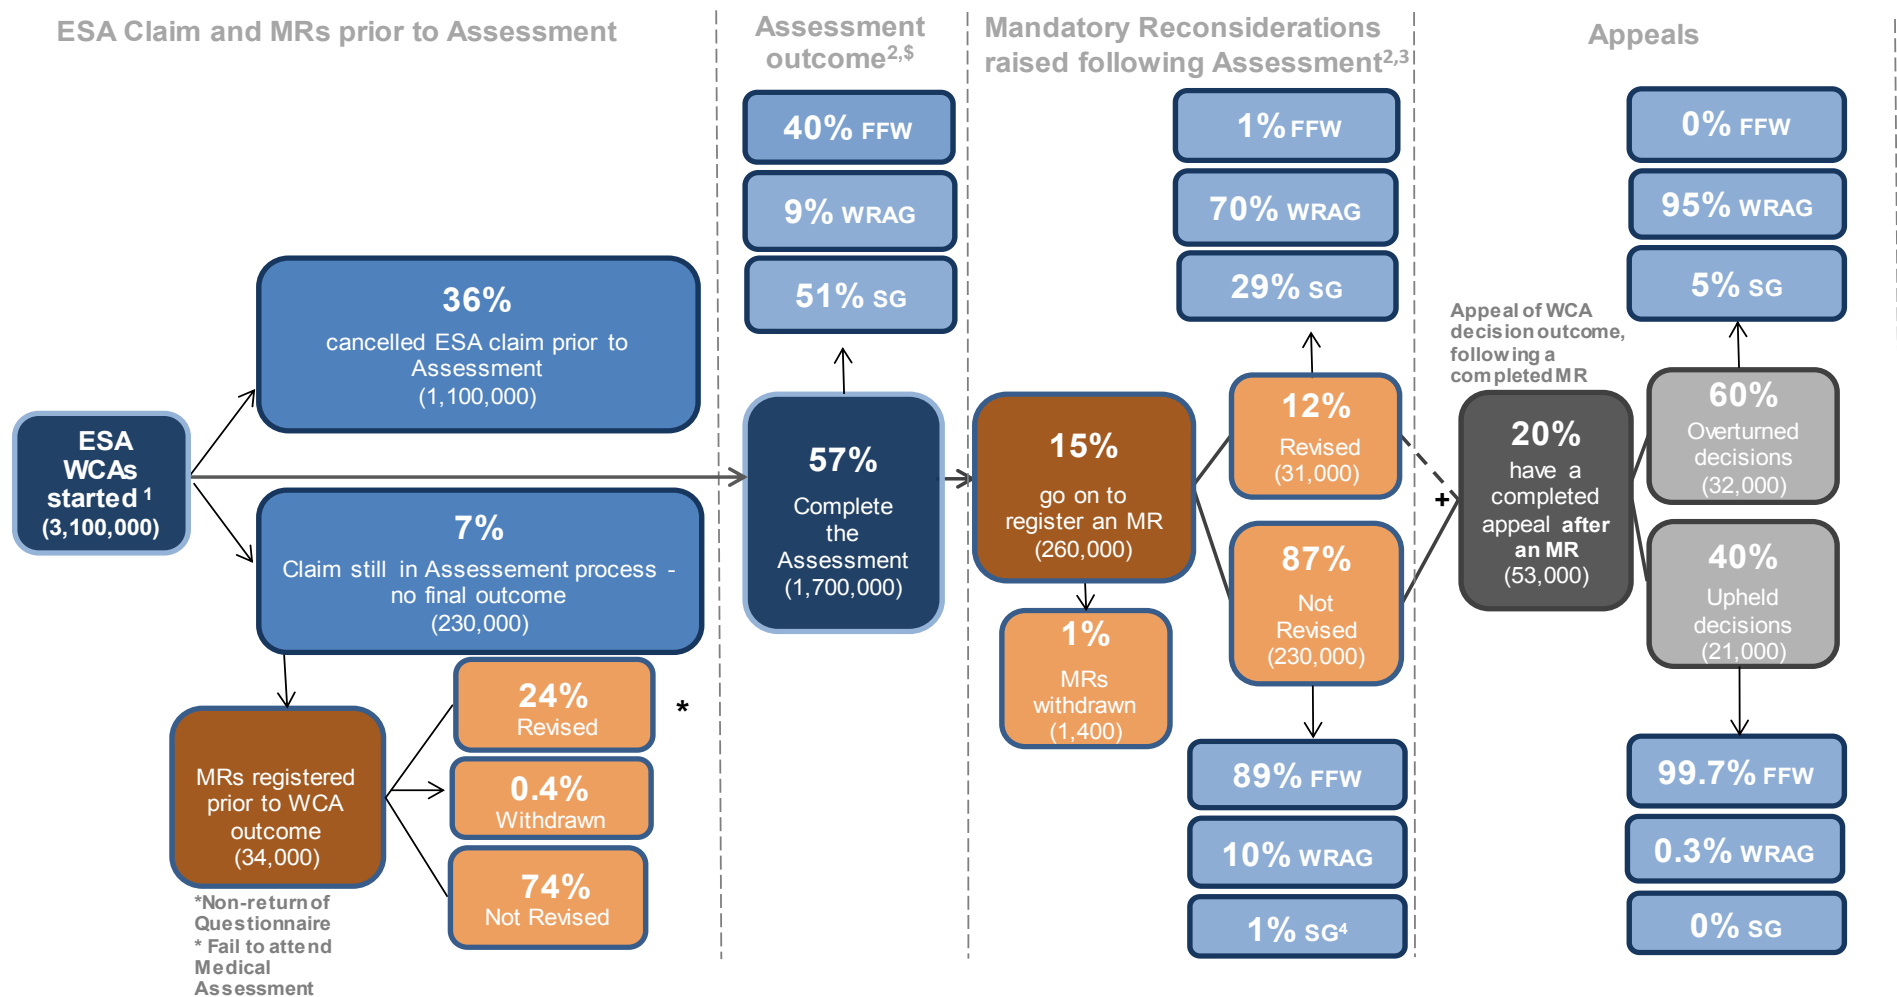 ESA Claim and MRs prior to Assessment
Assessment
outcome2,$
Mandatory Reconsiderations
raised following Assessment2,3
Appeals
ESA
WCAs
started 1
(3,100,000)
36%
cancelled ESA claim prior to
Assessment
(1,100,000)
7%
Claim still in Assessement process -
no final outcome
(230,000)
MRs registered
prior to WCA
outcome
(34,000)
24%
Revised
*
0.4%
Withdrawn
74%
Not Revised
*Non-return of
Questionnaire
* Fail to attend
Medical
Assessment
40% FFW
9% WRAG
51% SG
57%
Complete
the
Assessment
(1,700,000)
15%
go on to
register an MR
(260,000)
1%
MRs
withdrawn
(1,400)
1% FFW
70% WRAG
29% SG
12%
Revised
(31,000)
87%
Not
Revised
(230,000)
89% FFW
10% WRAG
1% SG4
+
Appeal of WCA
decision outcome,
following a
completed MR
20%
have a
completed
appeal after
an MR
(53,000)
0% FFW
95% WRAG
5% SG
60%
Overturned
decisions
(32,000)
40%
Upheld
decisions
(21,000)
99.7% FFW
0.3% WRAG
0% SG